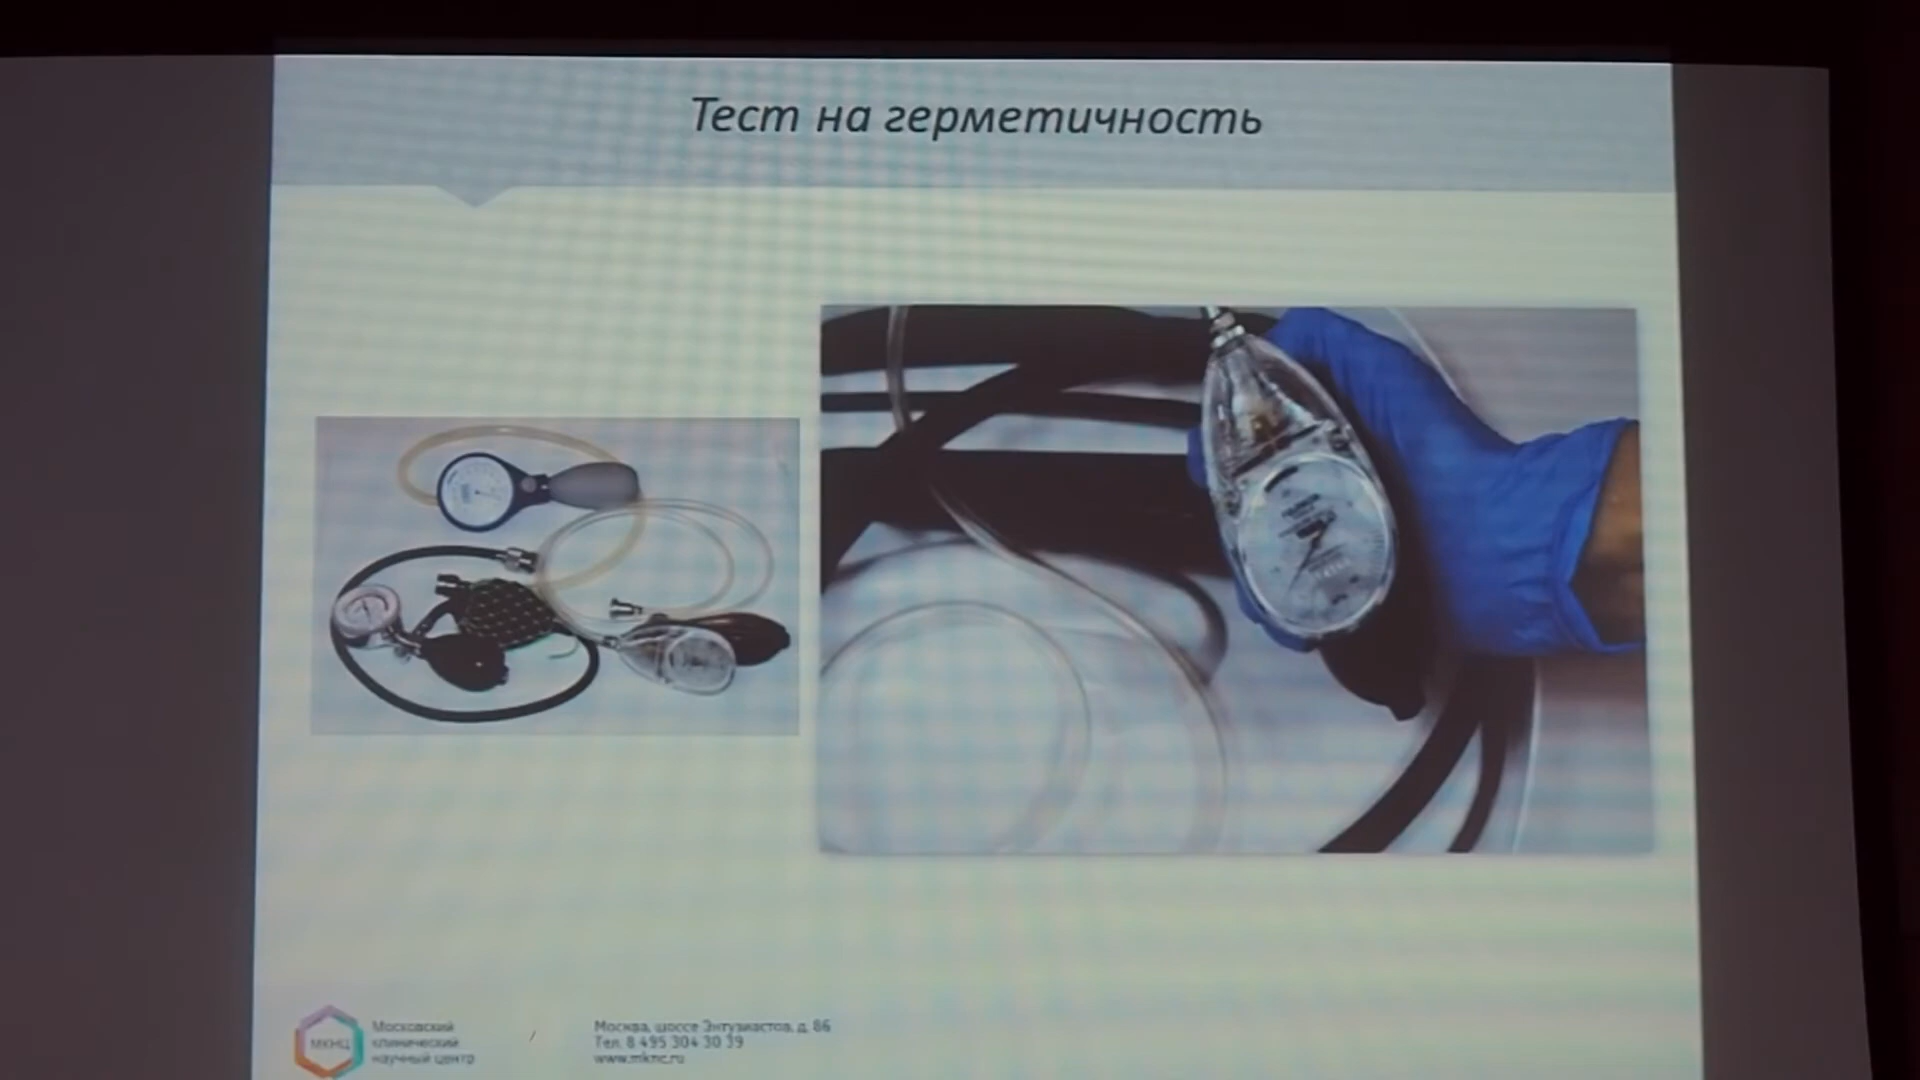 Тест на герметичность
МКНЦ
Московский
клинический
научный центр
/
Москва, шоссе Энтузиастов, д. 86
Тел. 8 495 304 30 39
www.mknc.ru